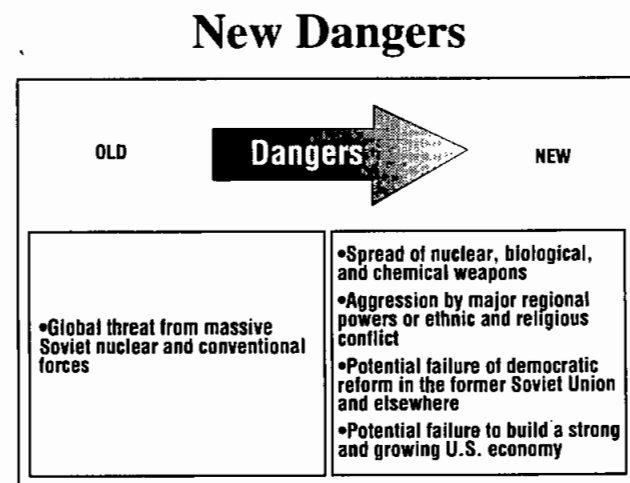 New Dangers
OLD
Dangers
NEW
•Global threat from massive
Soviet nuclear and conventional
forces
•Spread of nuclear, biological,
and chemical weapons
•Aggression by major regional
powers or ethnic and religious
conflict
•Potential failure of democratic
reform in the former Soviet Union
and elsewhere
•Potential failure to build a strong
and growing U.S. economy